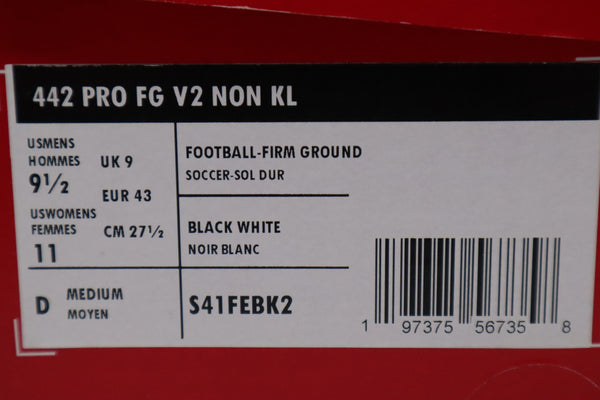 442 PRO FG V2 NON KL
USMENS
HOMMES
9½
UK 9
EUR 43
USWOMENS
FEMMES
11
CM 27½
FOOTBALL-FIRM GROUND
SOCCER-SOL DUR
BLACK WHITE
NOIR BLANC
D MEDIUM
MOYEN
S41FEBK2
1 97375 56735 8